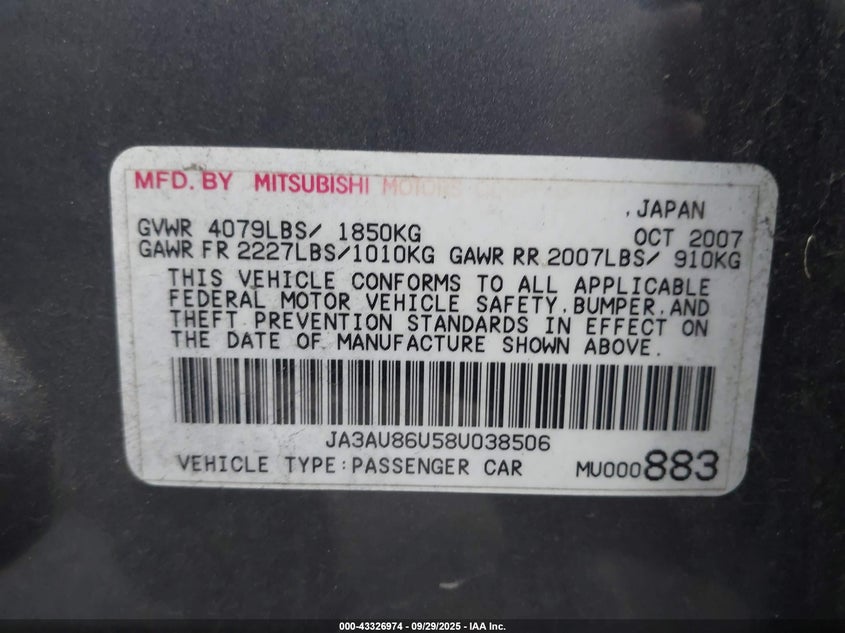 MFD. BY MITSUBISHI MOTORS
, JAPAN
GVWR 4079LBS/ 1850KG OCT 2007
GAWR FR 2227LBS/1010KG GAWR RR 2007LBS/ 910KG
THIS VEHICLE CONFORMS TO ALL APPLICABLE
FEDERAL MOTOR VEHICLE SAFETY, BUMPER, AND
THEFT PREVENTION STANDARDS IN EFFECT ON
THE DATE OF MANUFACTURE SHOWN ABOVE.
JA3AU86U58U038506
VEHICLE TYPE:PASSENGER CAR MU000883
000-43326974 | 09/29/2025 - IAA Inc.